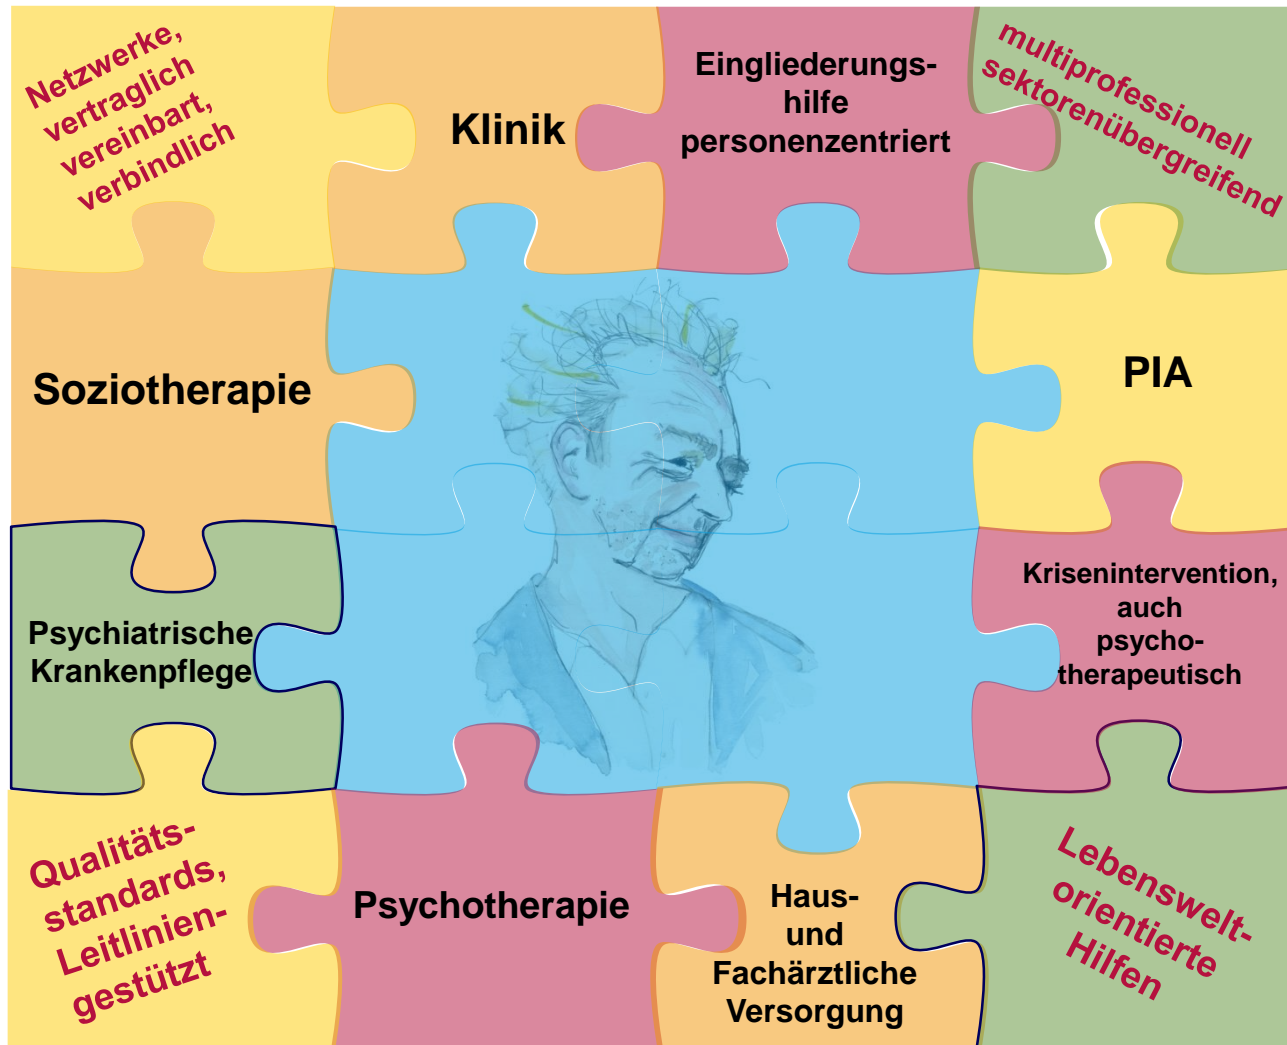 Netzwerke,
vertraglich
vereinbart,
verbindlich
Klinik
Eingliederungs-
hilfe
personenzentriert
multiprofessionell
sektorenübergreifend
Soziotherapie
PIA
Psychiatrische
Krankenpflege
Krisenintervention,
auch
psycho-
therapeutisch
Qualitäts-
standards,
Leitlinien-
gestützt
Psychotherapie
Haus-
und
Fachärztliche
Versorgung
Lebenswelt-
orientierte
Hilfen